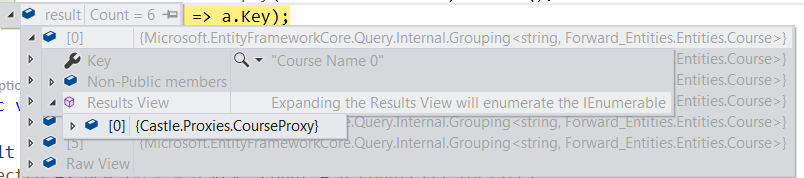 result Count = 6 => a.Key);
[0] {Microsoft.EntityFrameworkCore.Query.Internal.Grouping<string, Forward_Entities.Entities.Course>}
Key "Course Name 0" Entities.Course>}
Non-Public members Entities.Course>}
Results View Expanding the Results View will enumerate the IEnumerable Entities.Course>}
[0] {Castle.Proxies.CourseProxy} Grouping<string, Forward_Entities.Entities.Course>}
[5] {Microsoft.EntityFrameworkCore.Query.Internal.Grouping<string, Forward_Entities.Entities.Course>}
Raw View